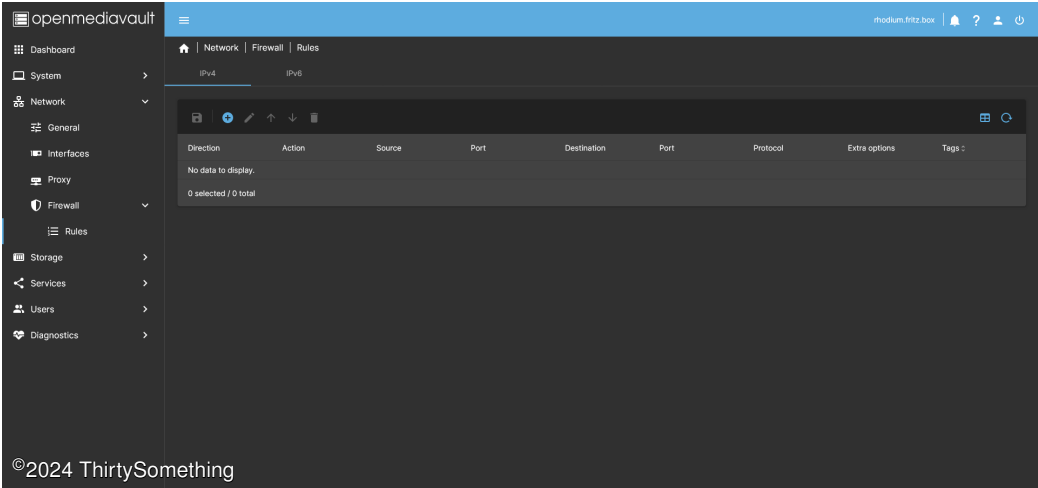 openmediavault
rhodium.fritz.box
Dashboard
System
Network
General
Interfaces
Proxy
Firewall
Rules
Storage
Services
Users
Diagnostics
| Network | Firewall | Rules
IPv4 IPv6
Direction Action Source Port Destination Port Protocol Extra options Tags
No data to display.
0 selected / 0 total
©2024 ThirtySomething